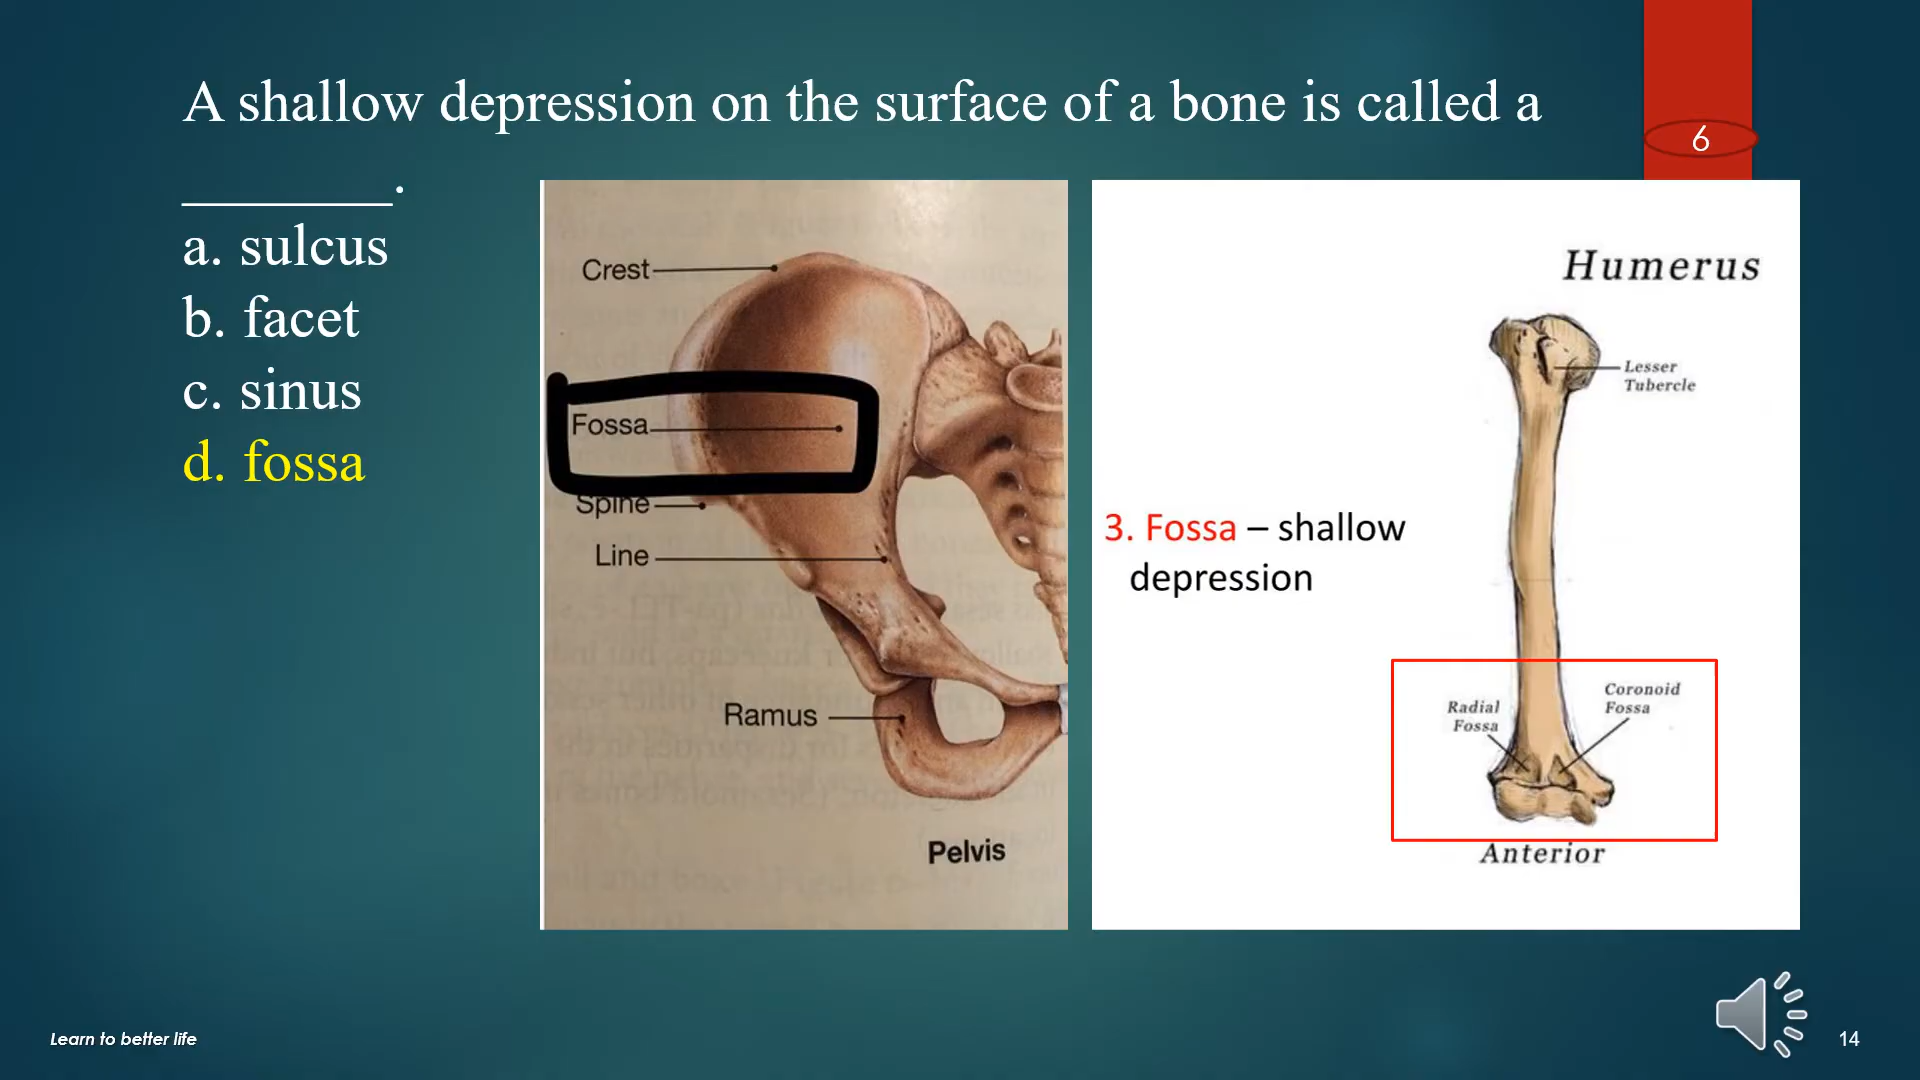 A shallow depression on the surface of a bone is called a
________.
a. sulcus
b. facet
c. sinus
d. fossa
6
Crest
Fossa
Spine
Line
Ramus
Pelvis
Humerus
Lesser
Tubercle
3. Fossa – shallow
depression
Radial
Fossa
Coronoid
Fossa
Anterior
Learn to better life
14